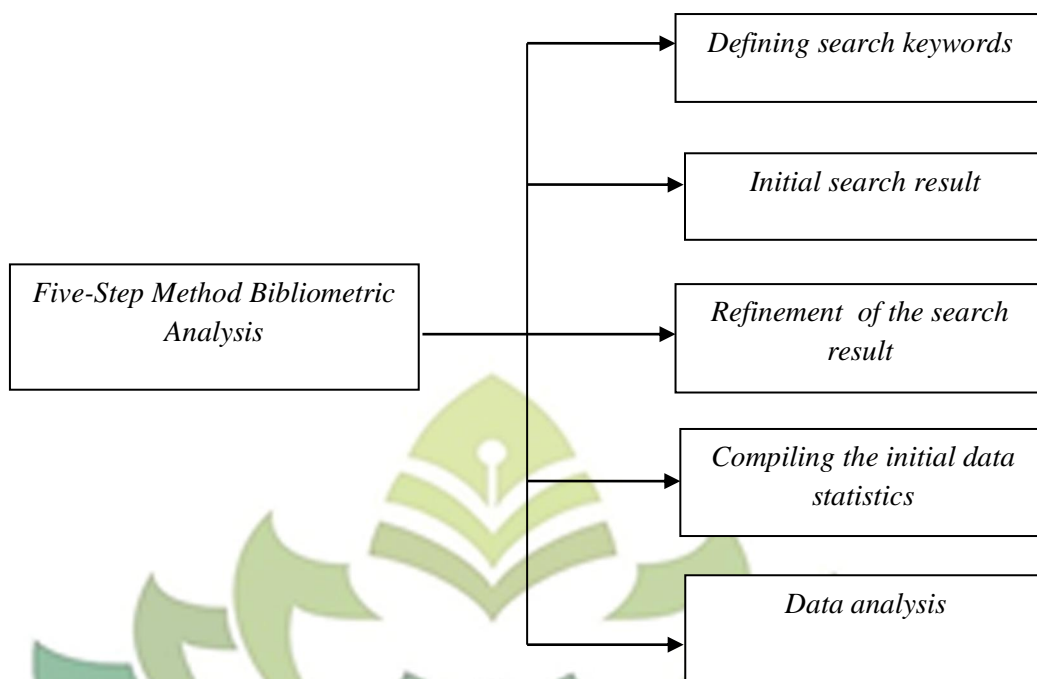 Defining search keywords
Initial search result
Five-Step Method Bibliometric
Analysis
Refinement of the search
result
Compiling the initial data
statistics
Data analysis